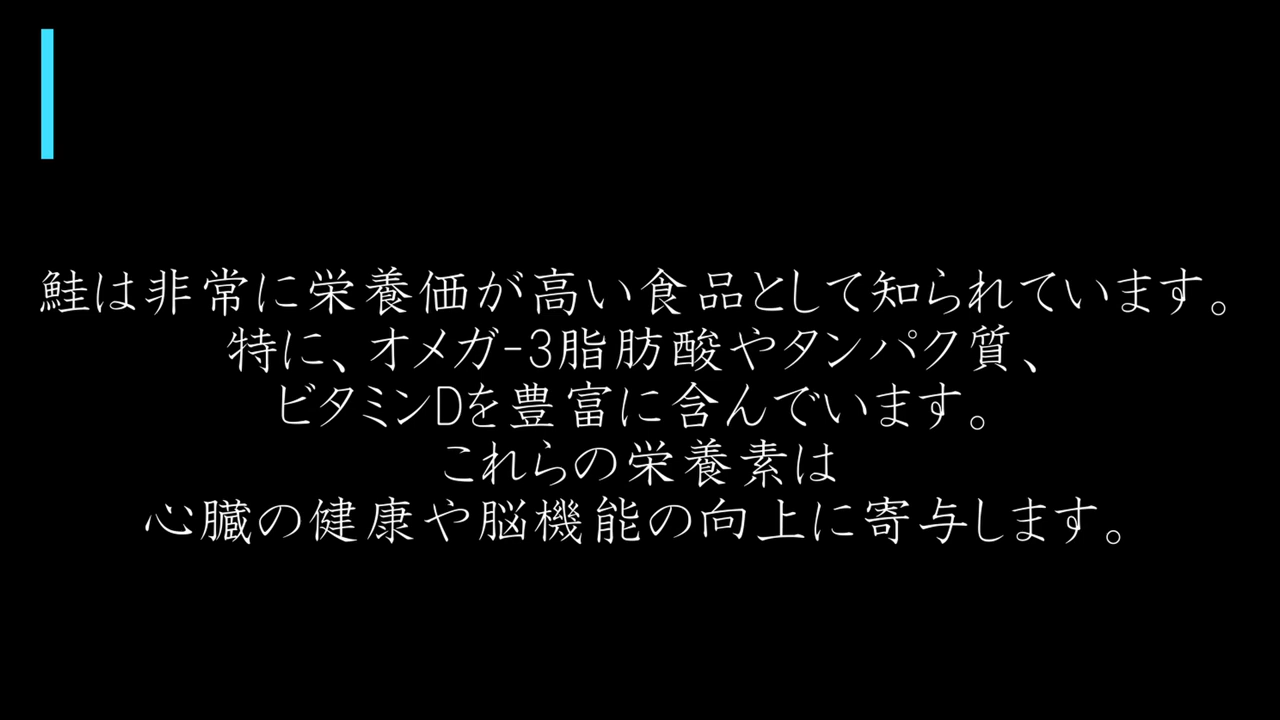 鮭は非常に栄養価が高い食品として知られています。
特に、オメガ-3脂肪酸やタンパク質、
ビタミンDを豊富に含んでいます。
これらの栄養素は
心臓の健康や脳機能の向上に寄与します。